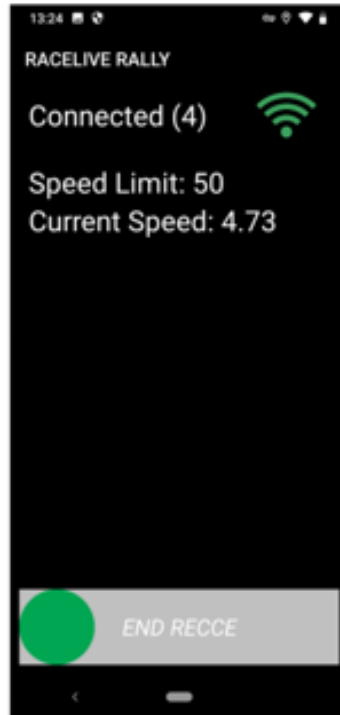 13:24
RACELIVE RALLY
Connected (4)
Speed Limit: 50
Current Speed: 4.73
END RECCE